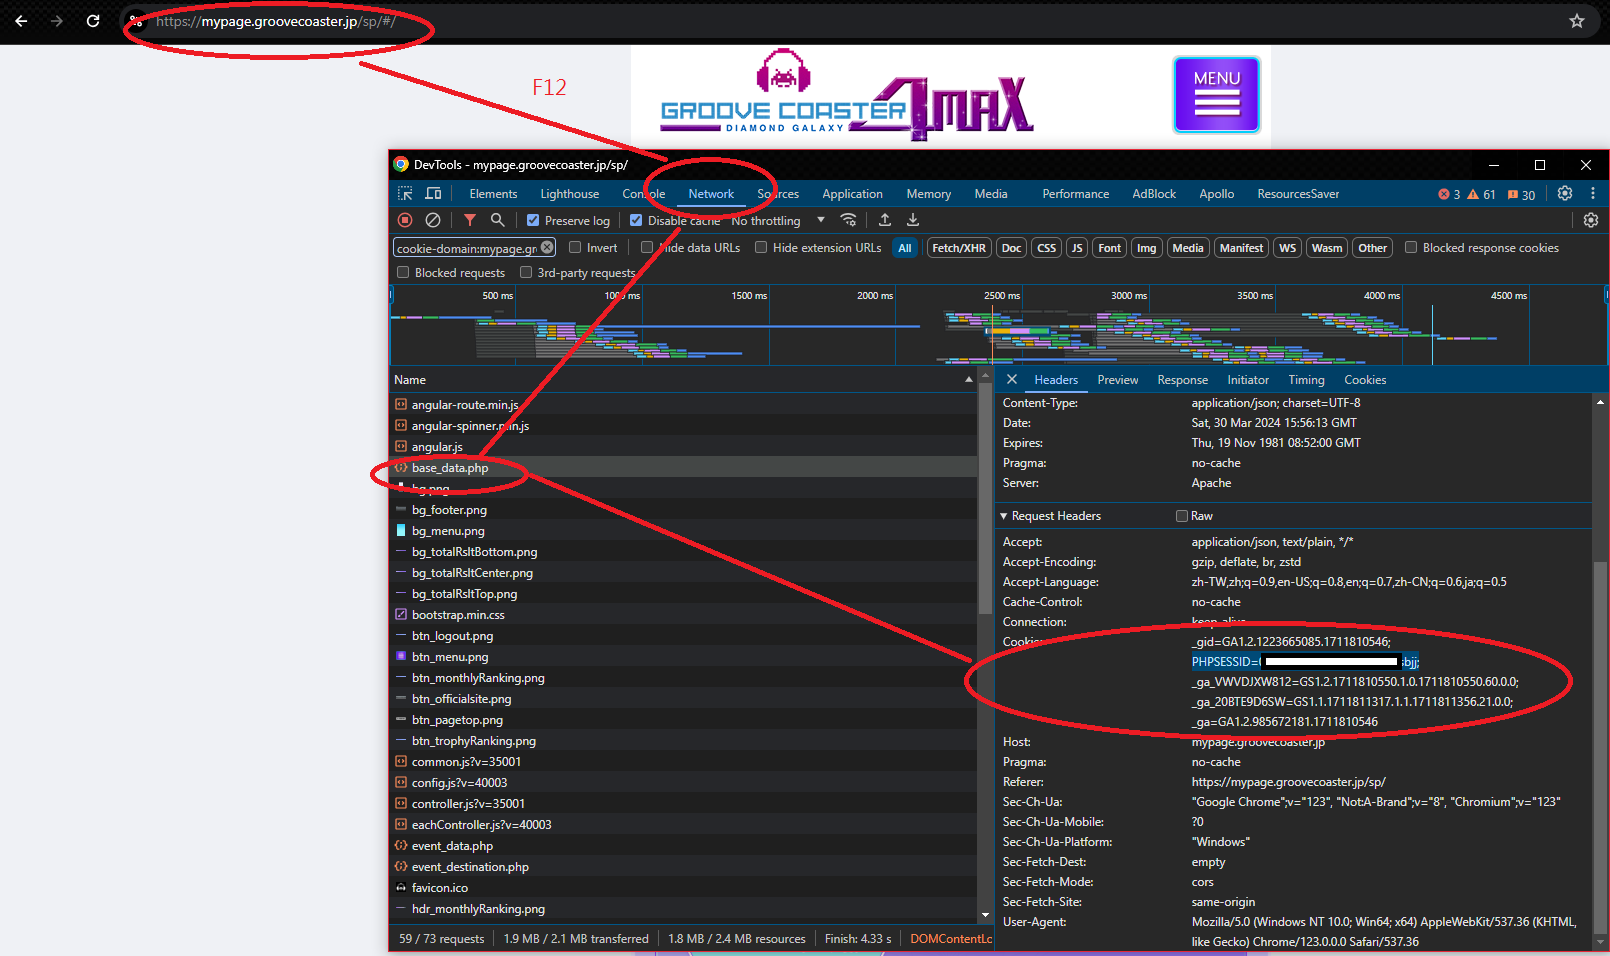 https://mypage.groovecoaster.jp/sp/#/
F12
GROOVE COASTER 4MAX
DIAMOND GALAXY
MENU
DevTools - mypage.groovecoaster.jp/sp/
Elements Lighthouse Console Network Sources Application Memory Media Performance AdBlock Apollo ResourcesSaver 3 61 30
Preserve log Disable cache No throttling
cookie-domain:mypage.gr Invert Hide data URLs Hide extension URLs All Fetch/XHR Doc CSS JS Font Img Media Manifest WS Wasm Other Blocked response cookies
Blocked requests 3rd-party requests
500 ms 1000 ms 1500 ms 2000 ms 2500 ms 3000 ms 3500 ms 4000 ms 4500 ms
Name
angular-route.min.js
angular-spinner.min.js
angular.js
base_data.php
bg.png
bg_footer.png
bg_menu.png
bg_totalRsltBottom.png
bg_totalRsltCenter.png
bg_totalRsltTop.png
bootstrap.min.css
btn_logout.png
btn_menu.png
btn_monthlyRanking.png
btn_officialsite.png
btn_pagetop.png
btn_trophyRanking.png
common.js?v=35001
config.js?v=40003
controller.js?v=35001
eachController.js?v=40003
event_data.php
event_destination.php
favicon.ico
hdr_monthlyRanking.png
59 / 73 requests 1.9 MB / 2.1 MB transferred 1.8 MB / 2.4 MB resources Finish: 4.33 s DOMContentLo
Headers Preview Response Initiator Timing Cookies
Content-Type: application/json; charset=UTF-8
Date: Sat, 30 Mar 2024 15:56:13 GMT
Expires: Thu, 19 Nov 1981 08:52:00 GMT
Pragma: no-cache
Server: Apache
Request Headers Raw
Accept: application/json, text/plain, */*
Accept-Encoding: gzip, deflate, br, zstd
Accept-Language: zh-TW,zh;q=0.9,en-US;q=0.8,en;q=0.7,zh-CN;q=0.6,ja;q=0.5
Cache-Control: no-cache
Connection: keep-alive
Cookie: _gid=GA1.2.1223665085.1711810546;
PHPSESSID= sbjj;
_ga_VWVDJXW812=GS1.2.1711810550.1.0.1711810550.60.0.0;
_ga_20BTE9D6SW=GS1.1.1711811317.1.1.1711811356.21.0.0;
_ga=GA1.2.985672181.1711810546
Host: mypage.groovecoaster.jp
Pragma: no-cache
Referer: https://mypage.groovecoaster.jp/sp/
Sec-Ch-Ua: "Google Chrome";v="123", "Not:A-Brand";v="8", "Chromium";v="123"
Sec-Ch-Ua-Mobile: ?0
Sec-Ch-Ua-Platform: "Windows"
Sec-Fetch-Dest: empty
Sec-Fetch-Mode: cors
Sec-Fetch-Site: same-origin
User-Agent: Mozilla/5.0 (Windows NT 10.0; Win64; x64) AppleWebKit/537.36 (KHTML,
like Gecko) Chrome/123.0.0.0 Safari/537.36